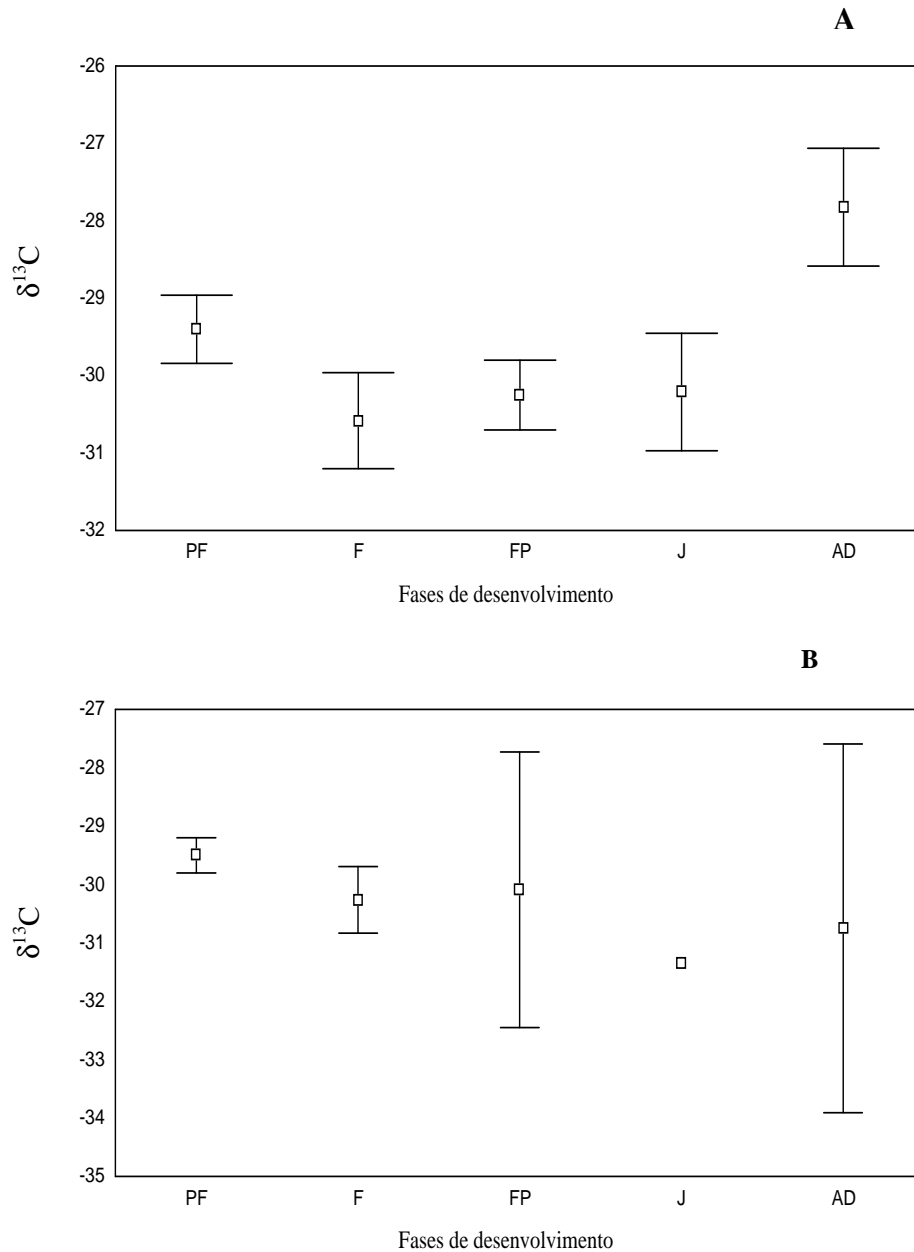 A
-26
-27
-28
-29
-30
-31
-32
δ¹³C
PF F FP J AD
Fases de desenvolvimento
B
-27
-28
-29
-30
-31
-32
-33
-34
-35
δ¹³C
PF F FP J AD
Fases de desenvolvimento